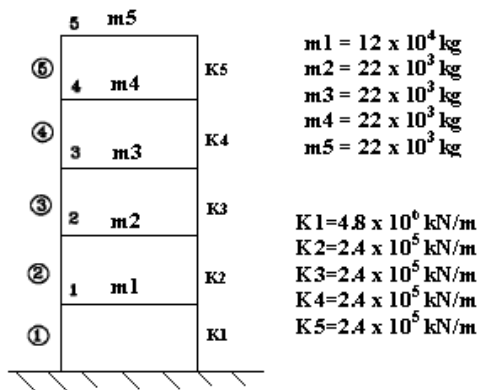 5 m5
⑤ 4 m4 K5
④ 3 m3 K4
③ 2 m2 K3
② 1 m1 K2
① K1
m1 = 12 x 10⁴ kg
m2 = 22 x 10³ kg
m3 = 22 x 10³ kg
m4 = 22 x 10³ kg
m5 = 22 x 10³ kg
K1=4.8 x 10⁶ kN/m
K2=2.4 x 10⁵ kN/m
K3=2.4 x 10⁵ kN/m
K4=2.4 x 10⁵ kN/m
K5=2.4 x 10⁵ kN/m